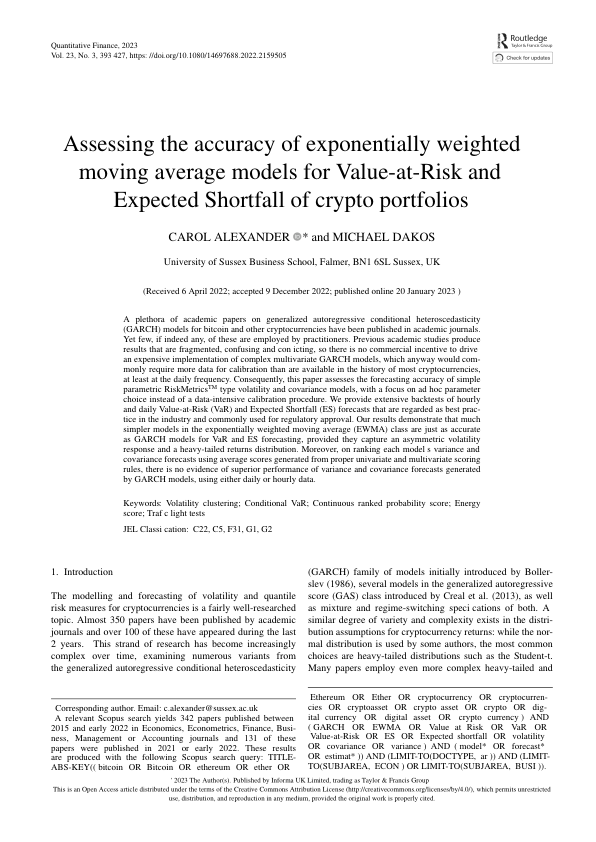 Quantitative Finance, 2023
Vol. 23, No. 3, 393 427, https: //doi.org/10.1080/14697688.2022.2159505
Routledge
Taylor & Francis Group
Check for updates
Assessing the accuracy of exponentially weighted
moving average models for Value-at-Risk and
Expected Shortfall of crypto portfolios
CAROL ALEXANDER * and MICHAEL DAKOS
University of Sussex Business School, Falmer, BN1 6SL Sussex, UK
(Received 6 April 2022; accepted 9 December 2022; published online 20 January 2023 )
A plethora of academic papers on generalized autoregressive conditional heteroscedasticity
(GARCH) models for bitcoin and other cryptocurrencies have been published in academic journals.
Yet few, if indeed any, of these are employed by practitioners. Previous academic studies produce
results that are fragmented, confusing and con icting, so there is no commercial incentive to drive
an expensive implementation of complex multivariate GARCH models, which anyway would com-
monly require more data for calibration than are available in the history of most cryptocurrencies,
at least at the daily frequency. Consequently, this paper assesses the forecasting accuracy of simple
parametric RiskMetrics™ type volatility and covariance models, with a focus on ad hoc parameter
choice instead of a data-intensive calibration procedure. We provide extensive backtests of hourly
and daily Value-at-Risk (VaR) and Expected Shortfall (ES) forecasts that are regarded as best prac-
tice in the industry and commonly used for regulatory approval. Our results demonstrate that much
simpler models in the exponentially weighted moving average (EWMA) class are just as accurate
as GARCH models for VaR and ES forecasting, provided they capture an asymmetric volatility
response and a heavy-tailed returns distribution. Moreover, on ranking each model s variance and
covariance forecasts using average scores generated from proper univariate and multivariate scoring
rules, there is no evidence of superior performance of variance and covariance forecasts generated
by GARCH models, using either daily or hourly data.
Keywords: Volatility clustering; Conditional VaR; Continuous ranked probability score; Energy
score; Traf c light tests
JEL Classi cation: C22, C5, F31, G1, G2
1. Introduction
The modelling and forecasting of volatility and quantile
risk measures for cryptocurrencies is a fairly well-researched
topic. Almost 350 papers have been published by academic
journals and over 100 of these have appeared during the last
2 years. This strand of research has become increasingly
complex over time, examining numerous variants from
the generalized autoregressive conditional heteroscedasticity
(GARCH) family of models initially introduced by Boller-
slev (1986), several models in the generalized autoregressive
score (GAS) class introduced by Creal et al. (2013), as well
as mixture and regime-switching speci cations of both. A
similar degree of variety and complexity exists in the distri-
bution assumptions for cryptocurrency returns: while the nor-
mal distribution is used by some authors, the most common
choices are heavy-tailed distributions such as the Student-t.
Many papers employ even more complex heavy-tailed and
Corresponding author. Email: c.alexander@sussex.ac.uk
A relevant Scopus search yields 342 papers published between
2015 and early 2022 in Economics, Econometrics, Finance, Busi-
ness, Management or Accounting journals and 131 of these
papers were published in 2021 or early 2022. These results
are produced with the following Scopus search query: TITLE-
ABS-KEY(( bitcoin OR Bitcoin OR ethereum OR ether OR
Ethereum OR Ether OR cryptocurrency OR cryptocurren-
cies OR cryptoasset OR crypto asset OR crypto OR dig-
ital currency OR digital asset OR crypto currency ) AND
( GARCH OR EWMA OR Value at Risk OR VaR OR
Value-at-Risk OR ES OR Expected shortfall OR volatility
OR covariance OR variance ) AND ( model* OR forecast*
OR estimat* )) AND (LIMIT-TO(DOCTYPE, ar )) AND (LIMIT-
TO(SUBJAREA, ECON ) OR LIMIT-TO(SUBJAREA, BUSI )).
' 2023 The Author(s). Published by Informa UK Limited, trading as Taylor & Francis Group
This is an Open Access article distributed under the terms of the Creative Commons Attribution License (http://creativecommons.org/licenses/by/4.0/), which permits unrestricted
use, distribution, and reproduction in any medium, provided the original work is properly cited.